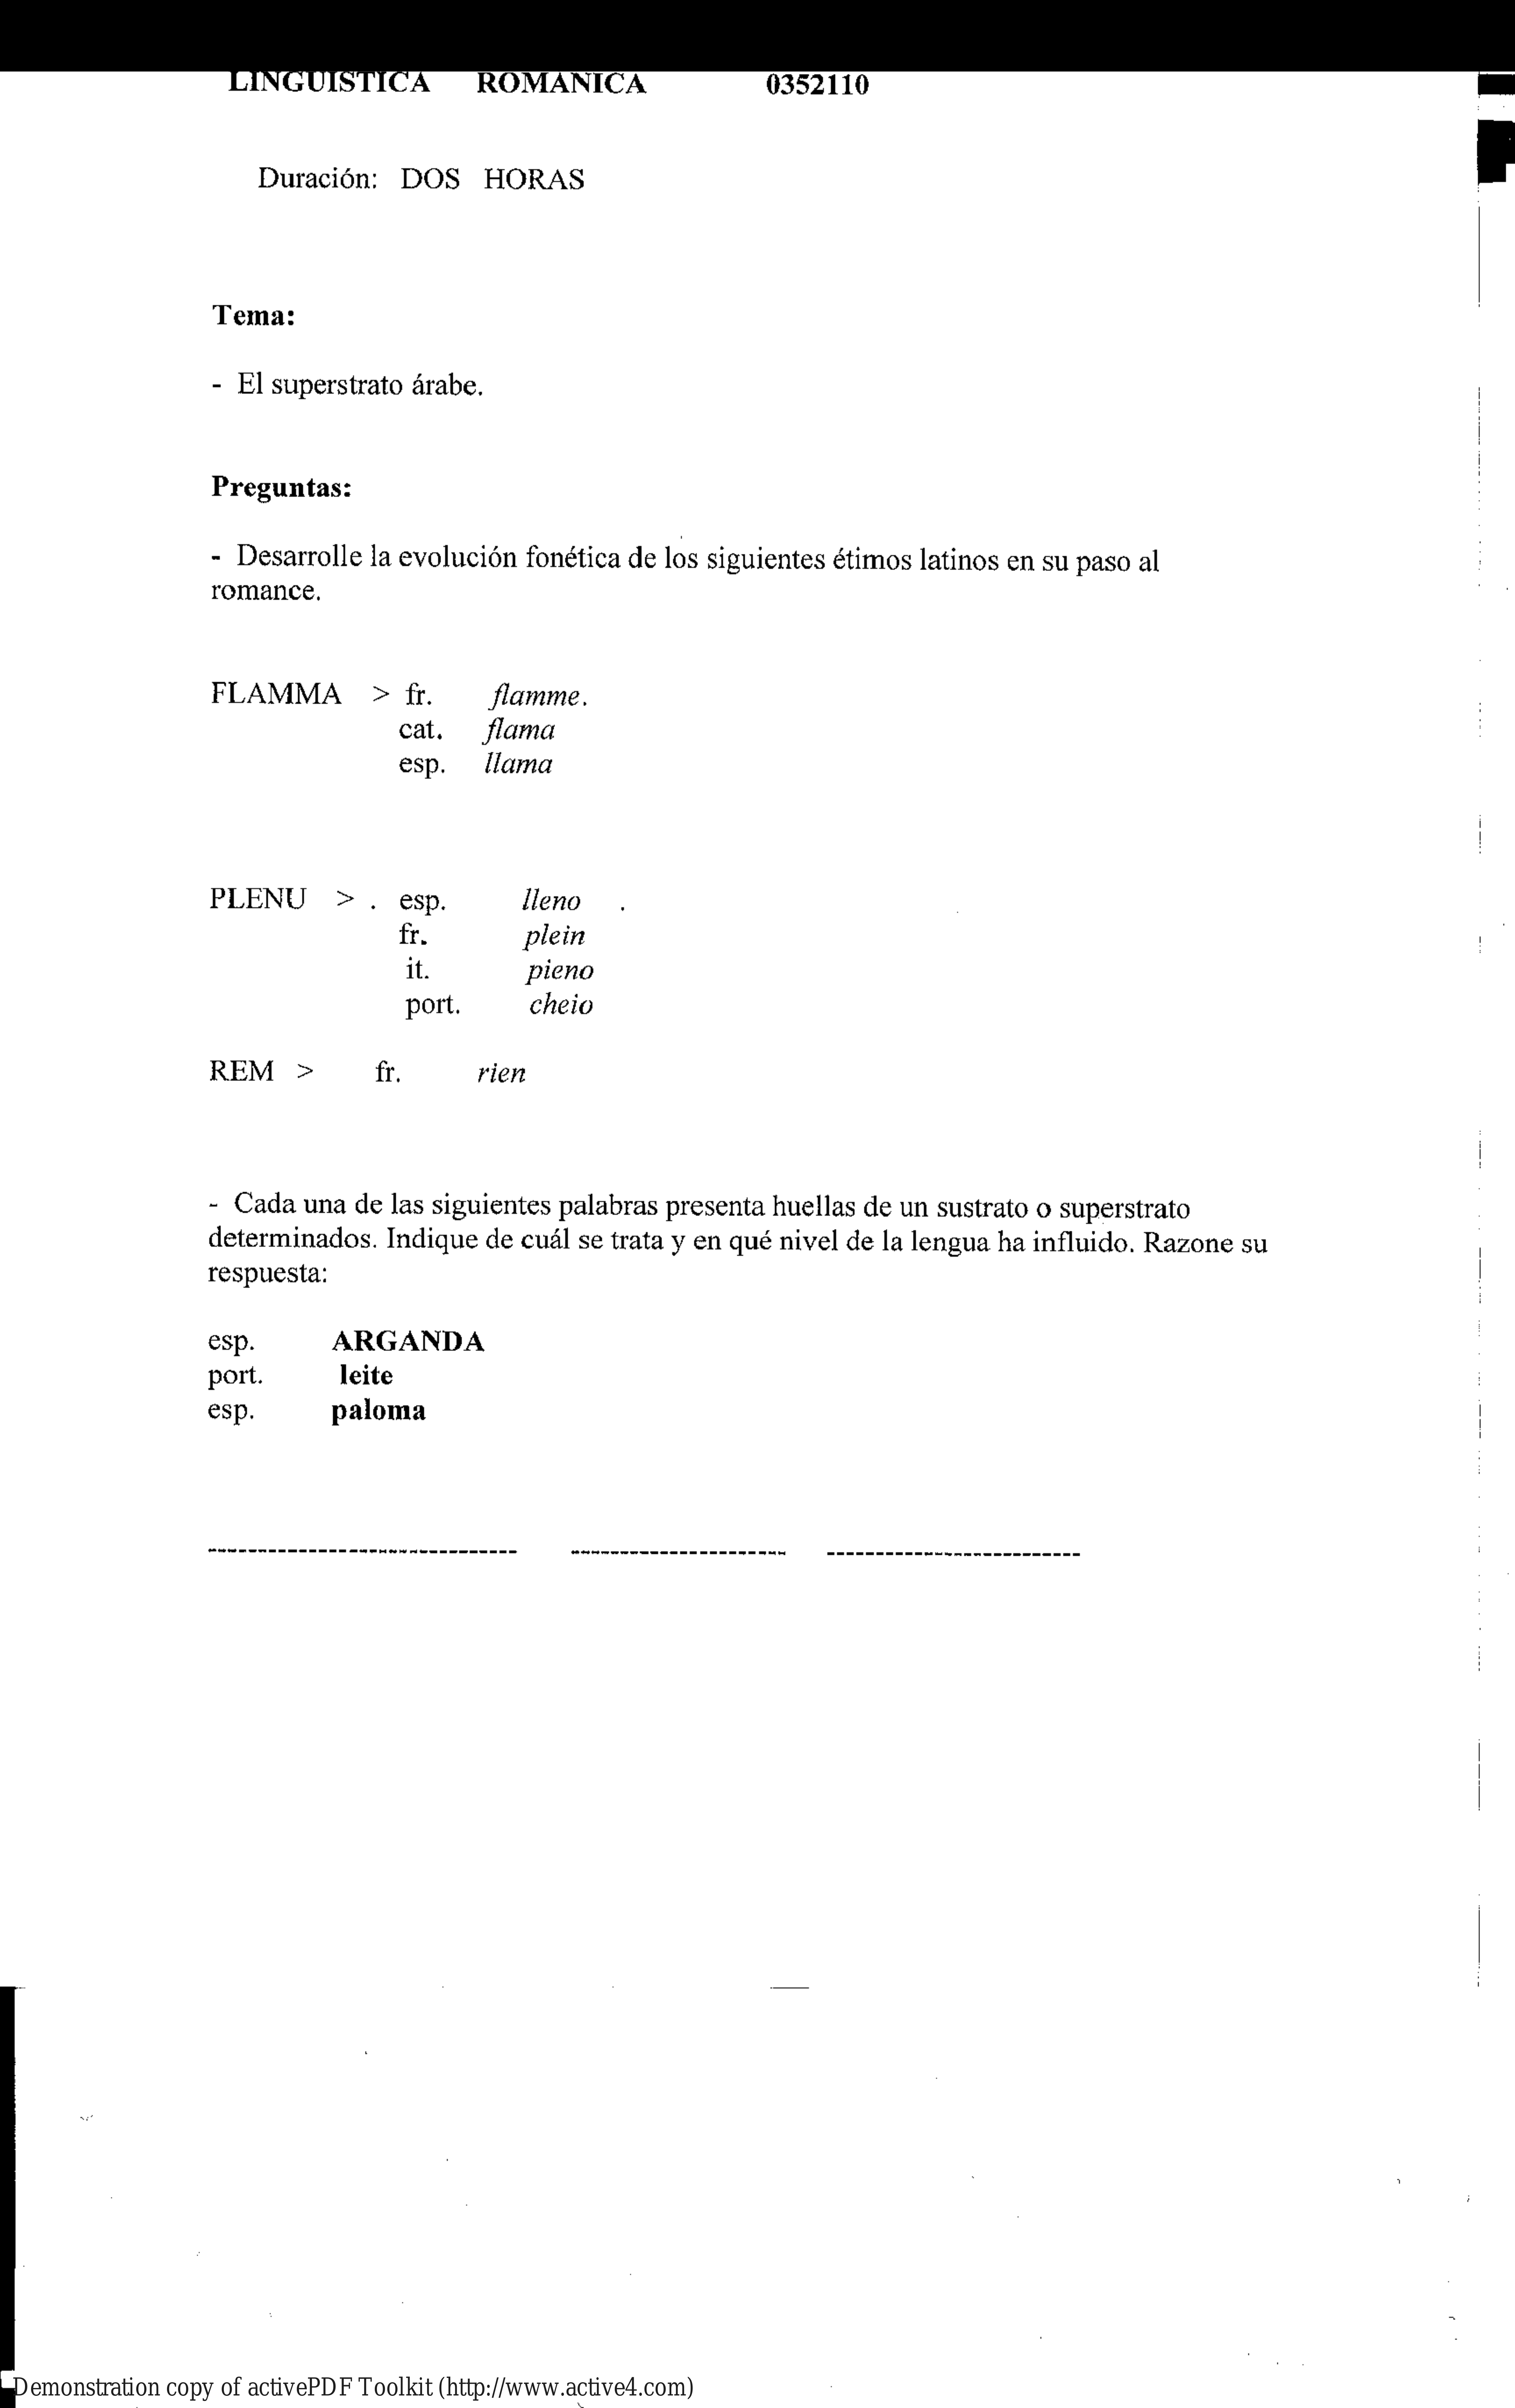 LINGUISTICA ROMANICA 0352110
Duración: DOS HORAS
Tema:
- El superstrato árabe.
Preguntas:
- Desarrolle la evolución fonética de los siguientes étimos latinos en su paso al
romance.
FLAMMA > fr. flamme.
cat. flama
esp. llama
PLENU > . esp. lleno .
fr. plein
it. pieno
port. cheio
REM > fr. rien
- Cada una de las siguientes palabras presenta huellas de un sustrato o superstrato
determinados. Indique de cuál se trata y en qué nivel de la lengua ha influido. Razone su
respuesta:
esp. ARGANDA
port. leite
esp. paloma
Demonstration copy of activePDF Toolkit (http://www.active4.com)